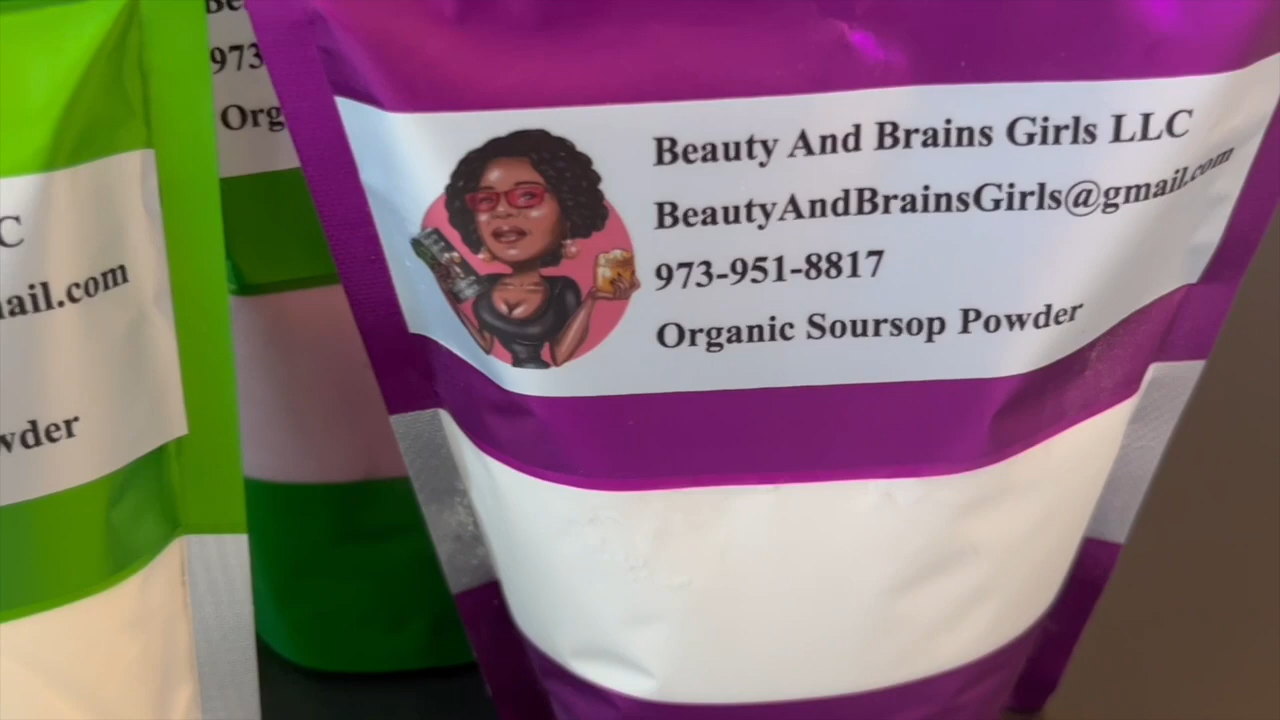 Be
973
Org
C
ail.com
wder
Beauty And Brains Girls LLC
BeautyAndBrainsGirls@gmail.com
973-951-8817
Organic Soursop Powder